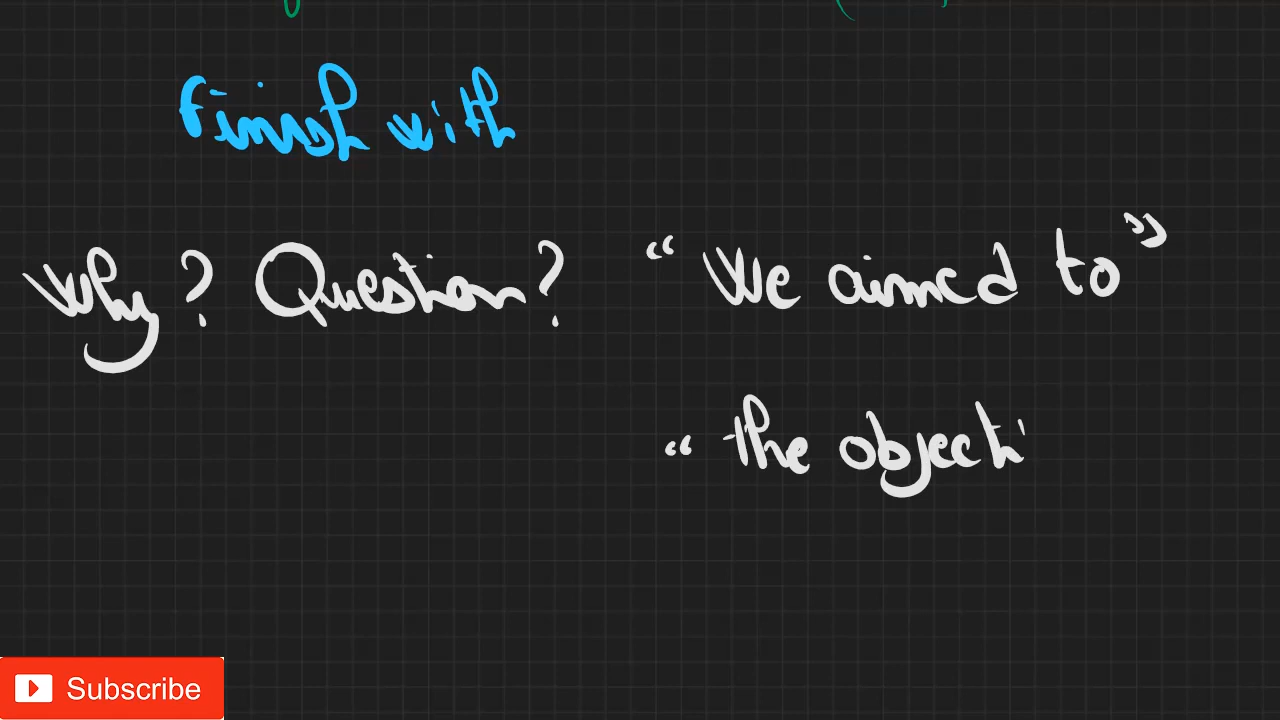 Finish with
Why? Question? “We aimed to”
“the objecti
Subscribe